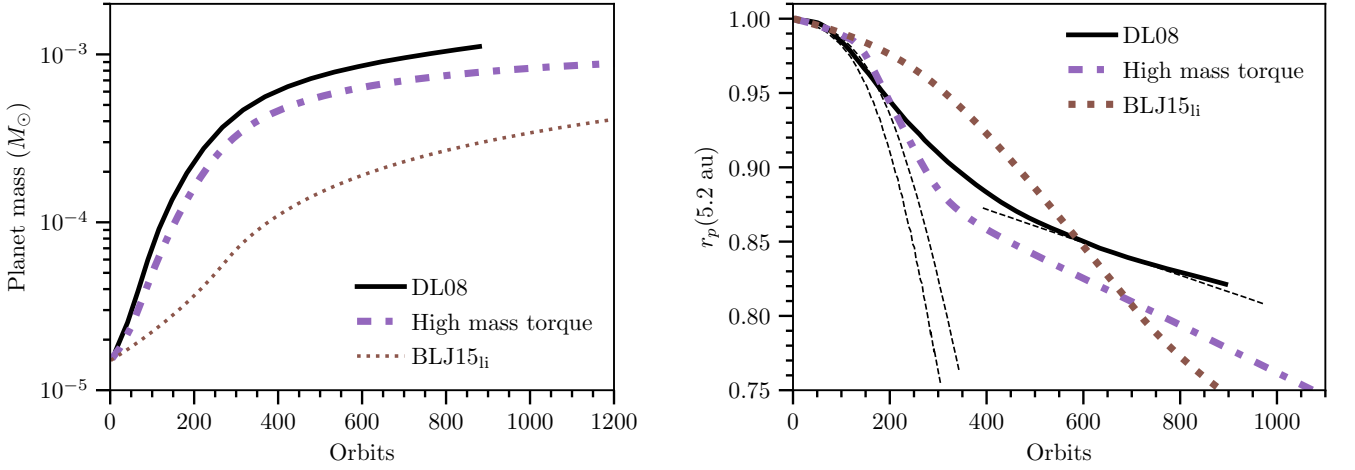 10⁻³
10⁻⁴
10⁻⁵
Planet mass (M⊙)
DL08
High mass torque
BLJ15li
0 200 400 600 800 1000 1200
Orbits
1.00
0.95
0.90
0.85
0.80
0.75
rp(5.2 au)
DL08
High mass torque
BLJ15li
0 200 400 600 800 1000
Orbits